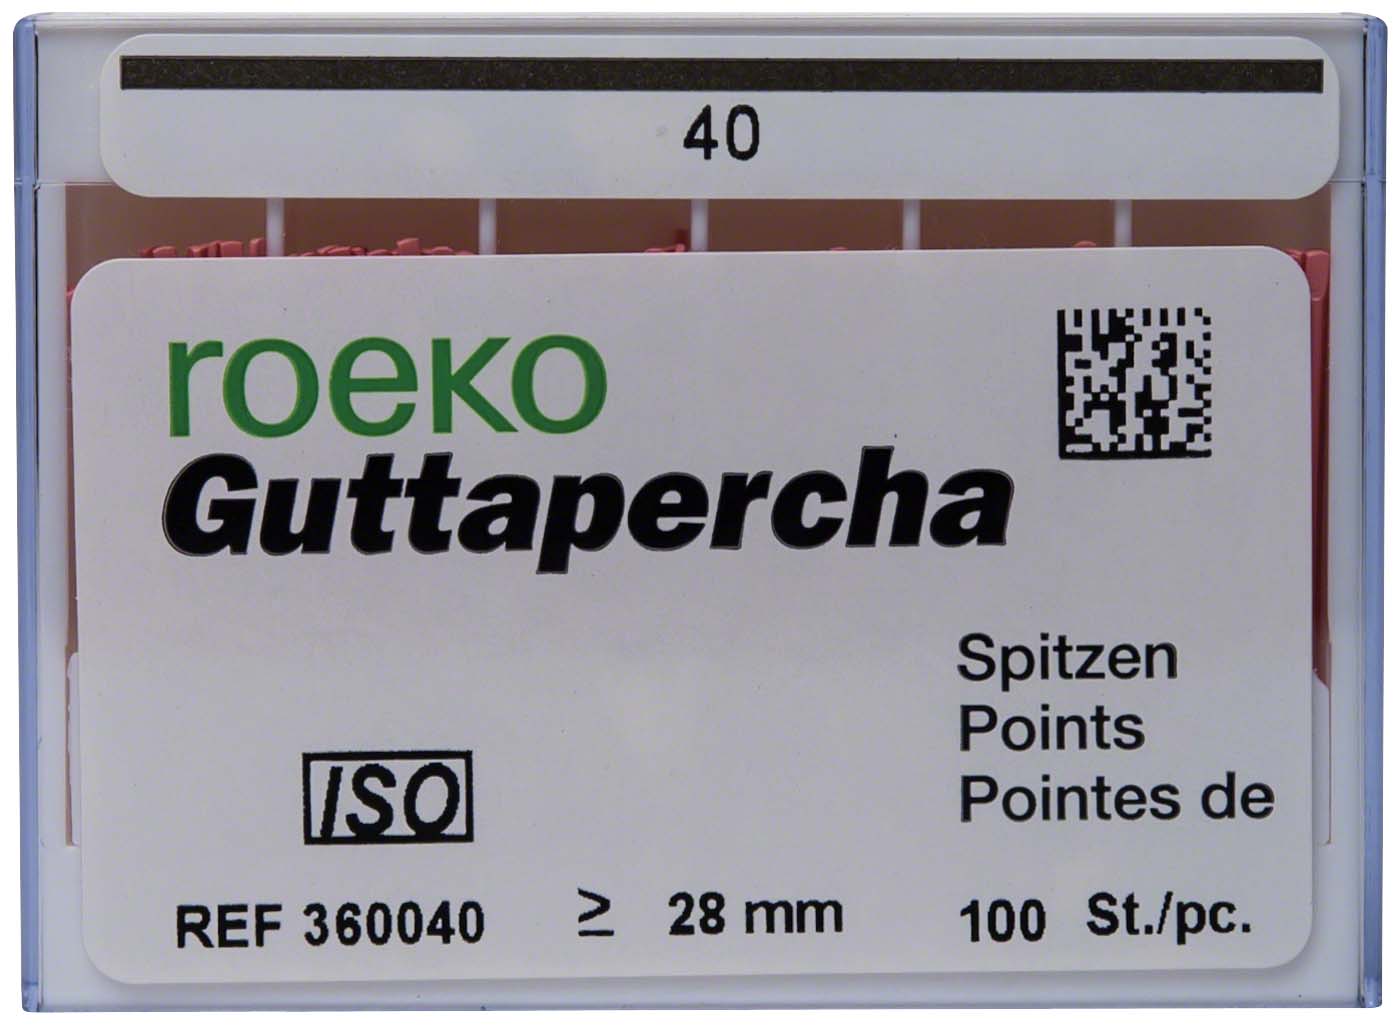 40
roeko
Guttapercha
Spitzen
Points
Pointes de
ISO
REF 360040 ≥ 28 mm 100 St./pc.